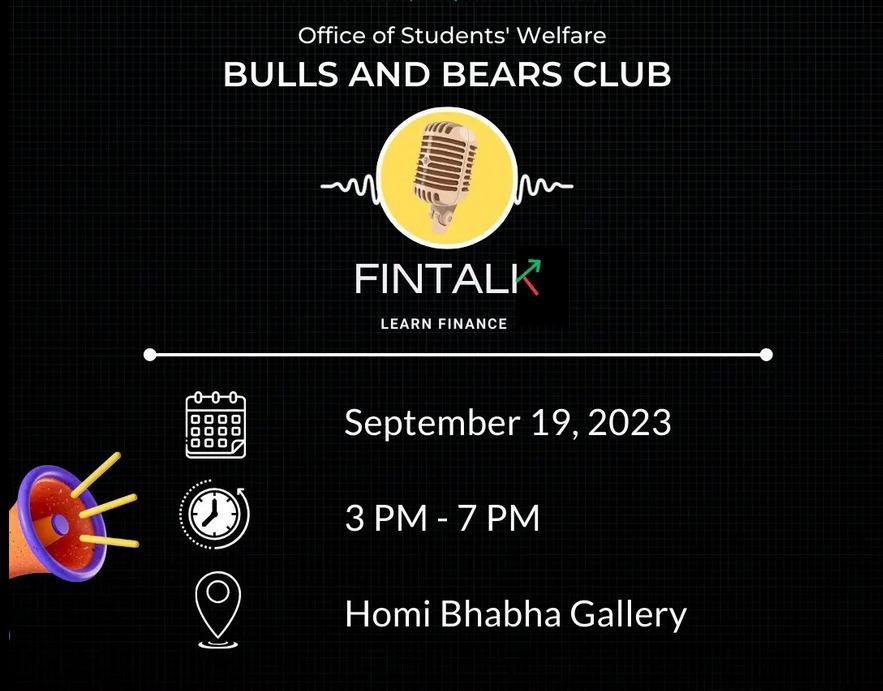 Office of Students' Welfare
BULLS AND BEARS CLUB
FINTALK
LEARN FINANCE
September 19, 2023
3 PM - 7 PM
Homi Bhabha Gallery